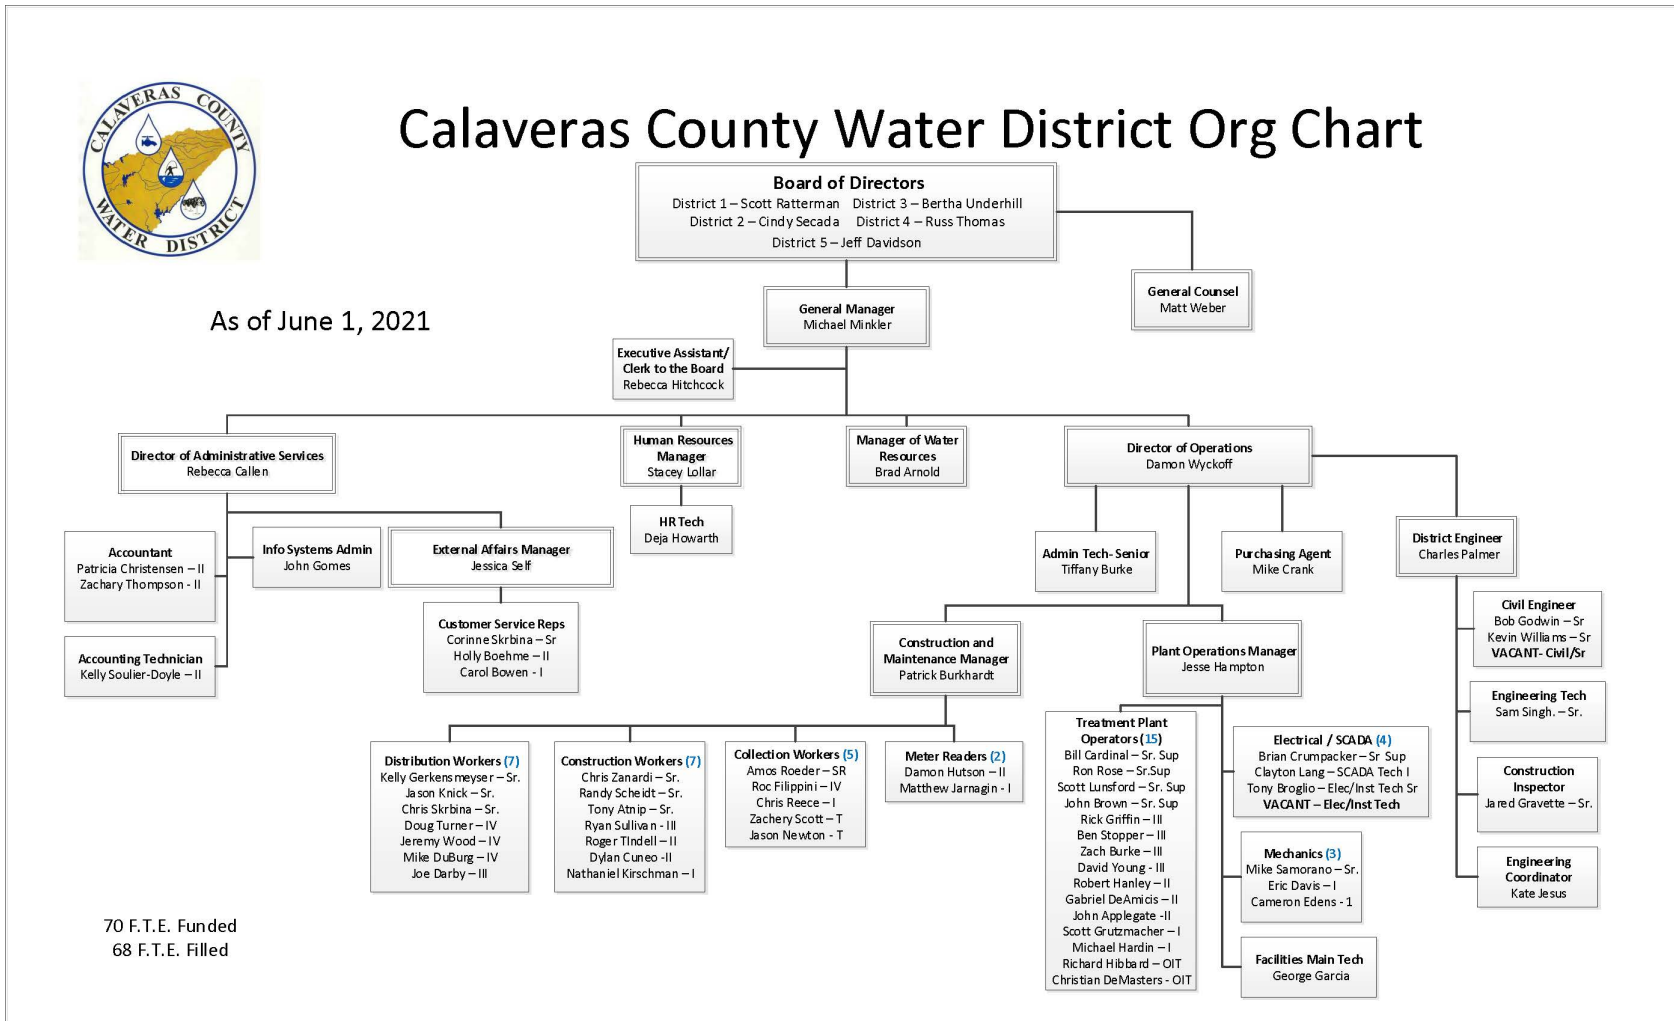 CALAVERAS COUNTY
WATER DISTRICT
Calaveras County Water District Org Chart
As of June 1, 2021
Board of Directors
District 1 – Scott Ratterman District 3 – Bertha Underhill
District 2 – Cindy Secada District 4 – Russ Thomas
District 5 – Jeff Davidson
General Counsel
Matt Weber
General Manager
Michael Minkler
Executive Assistant/
Clerk to the Board
Rebecca Hitchcock
Director of Administrative Services
Rebecca Callen
Human Resources
Manager
Stacey Lollar
Manager of Water
Resources
Brad Arnold
Director of Operations
Damon Wyckoff
Accountant
Patricia Christensen – II
Zachary Thompson - II
Info Systems Admin
John Gomes
External Affairs Manager
Jessica Self
HR Tech
Deja Howarth
Admin Tech- Senior
Tiffany Burke
Purchasing Agent
Mike Crank
District Engineer
Charles Palmer
Accounting Technician
Kelly Soulier-Doyle – II
Customer Service Reps
Corinne Skrbina – Sr
Holly Boehme – II
Carol Bowen - I
Construction and
Maintenance Manager
Patrick Burkhardt
Plant Operations Manager
Jesse Hampton
Civil Engineer
Bob Godwin – Sr
Kevin Williams – Sr
VACANT- Civil/Sr
Engineering Tech
Sam Singh. – Sr.
Construction
Inspector
Jared Gravette – Sr.
Engineering
Coordinator
Kate Jesus
Distribution Workers (7)
Kelly Gerkensmeyser – Sr.
Jason Knick – Sr.
Chris Skrbina – Sr.
Doug Turner – IV
Jeremy Wood – IV
Mike DuBurg – IV
Joe Darby – III
Construction Workers (7)
Chris Zanardi – Sr.
Randy Scheidt – Sr.
Tony Atnip – Sr.
Ryan Sullivan - III
Roger TIndell – II
Dylan Cuneo -II
Nathaniel Kirschman – I
Collection Workers (5)
Amos Roeder – SR
Roc Filippini – IV
Chris Reece – I
Zachery Scott – T
Jason Newton - T
Meter Readers (2)
Damon Hutson – II
Matthew Jarnagin - I
Treatment Plant
Operators (15)
Bill Cardinal – Sr. Sup
Ron Rose – Sr.Sup
Scott Lunsford – Sr. Sup
John Brown – Sr. Sup
Rick Griffin – III
Ben Stopper – III
Zach Burke – III
David Young - III
Robert Hanley – II
Gabriel DeAmicis – II
John Applegate -II
Scott Grutzmacher – I
Michael Hardin – I
Richard Hibbard – OIT
Christian DeMasters - OIT
Electrical / SCADA (4)
Brian Crumpacker – Sr Sup
Clayton Lang – SCADA Tech I
Tony Broglio – Elec/Inst Tech Sr
VACANT – Elec/Inst Tech
Mechanics (3)
Mike Samorano – Sr.
Eric Davis – I
Cameron Edens - 1
Facilities Main Tech
George Garcia
70 F.T.E. Funded
68 F.T.E. Filled